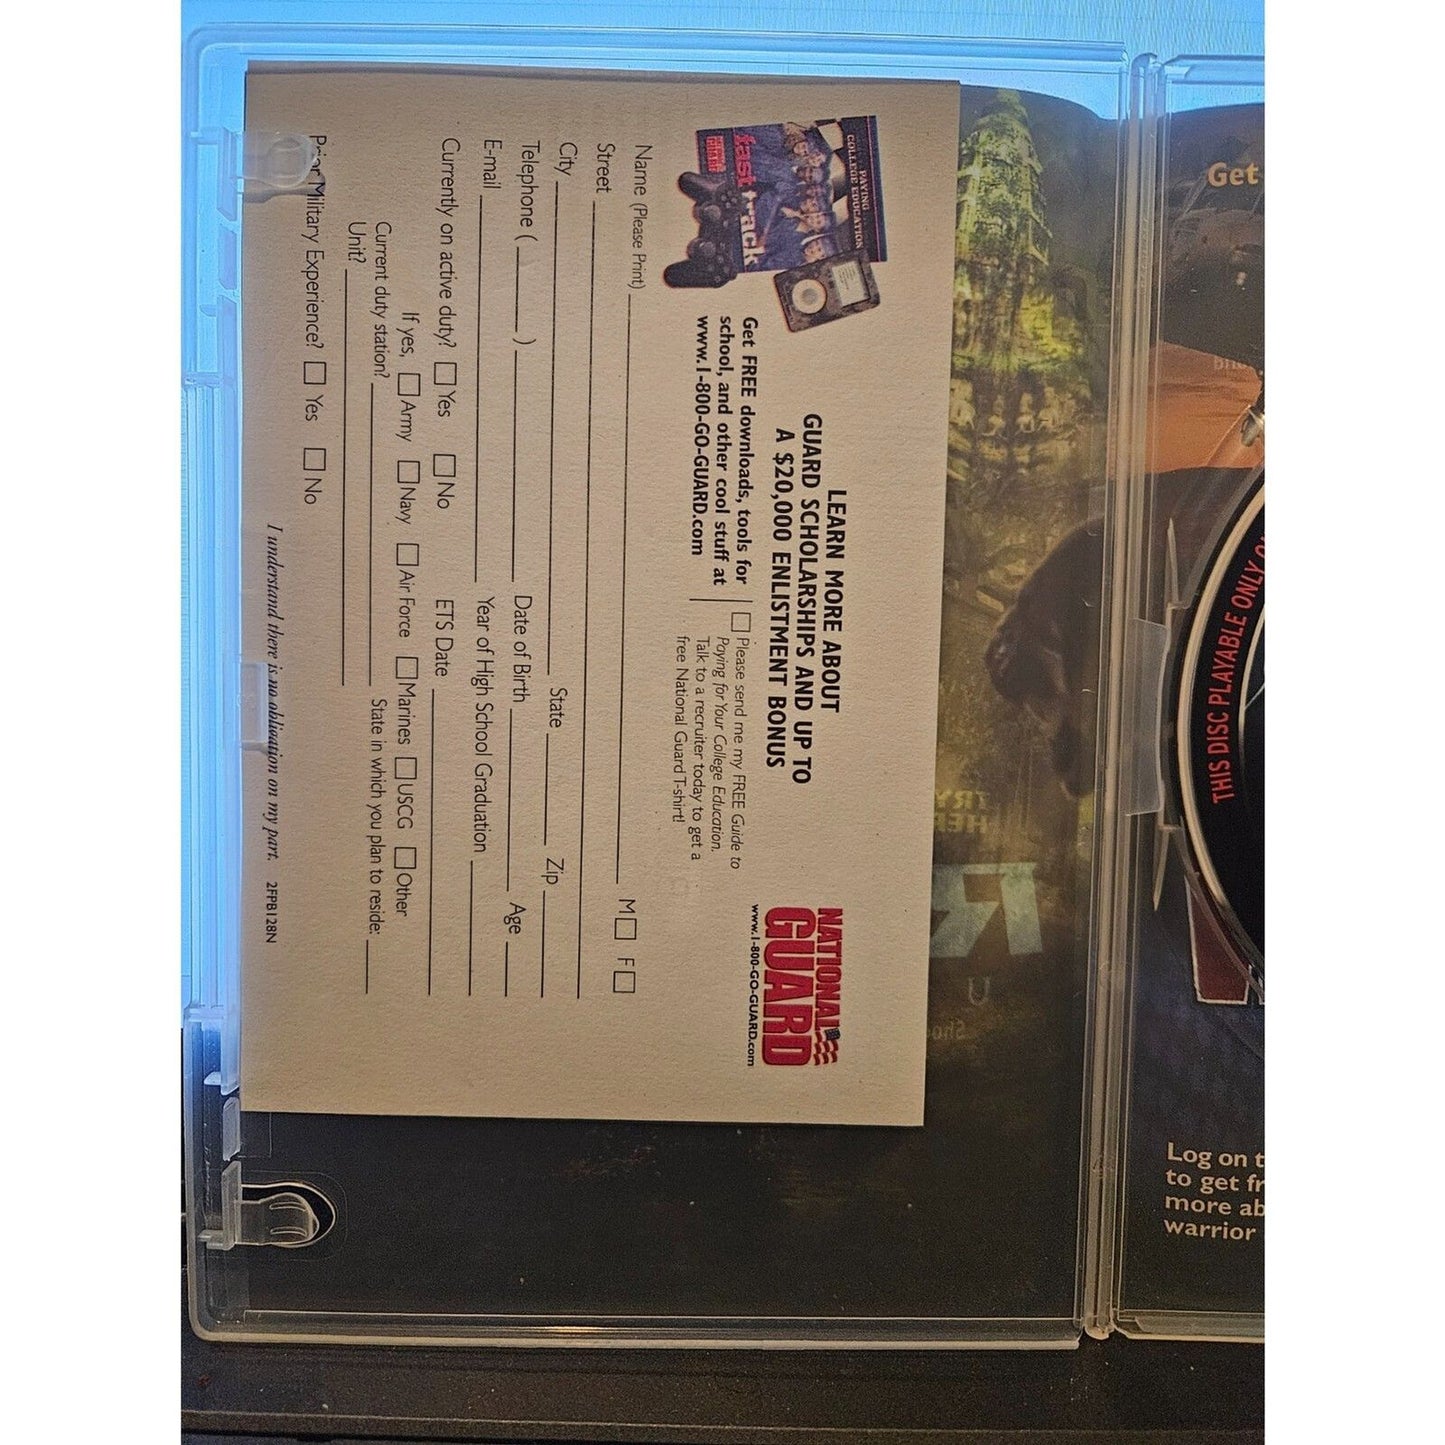 PAYING
COLLEGE EDUCATION
fast track
LEARN MORE ABOUT
GUARD SCHOLARSHIPS AND UP TO
A $20,000 ENLISTMENT BONUS
Get FREE downloads, tools for
school, and other cool stuff at
www.1-800-GO-GUARD.com
Please send me my FREE Guide to
Paying for Your College Education.
Talk to a recruiter today to get a
free National Guard T-shirt!
NATIONAL
GUARD
www.1-800-GO-GUARD.com
Name (Please Print) M F
Street
City State Zip
Telephone ( ) Date of Birth Age
E-mail Year of High School Graduation
Currently on active duty? Yes No ETS Date
If yes, Army Navy Air Force Marines USCG Other
Current duty station? State in which you plan to reside:
Unit?
Prior Military Experience? Yes No
I understand there is no obligation on my part. 2FPB128N
Get
THIS DISC PLAYABLE ONLY
Log on t
to get fr
more ab
warrior